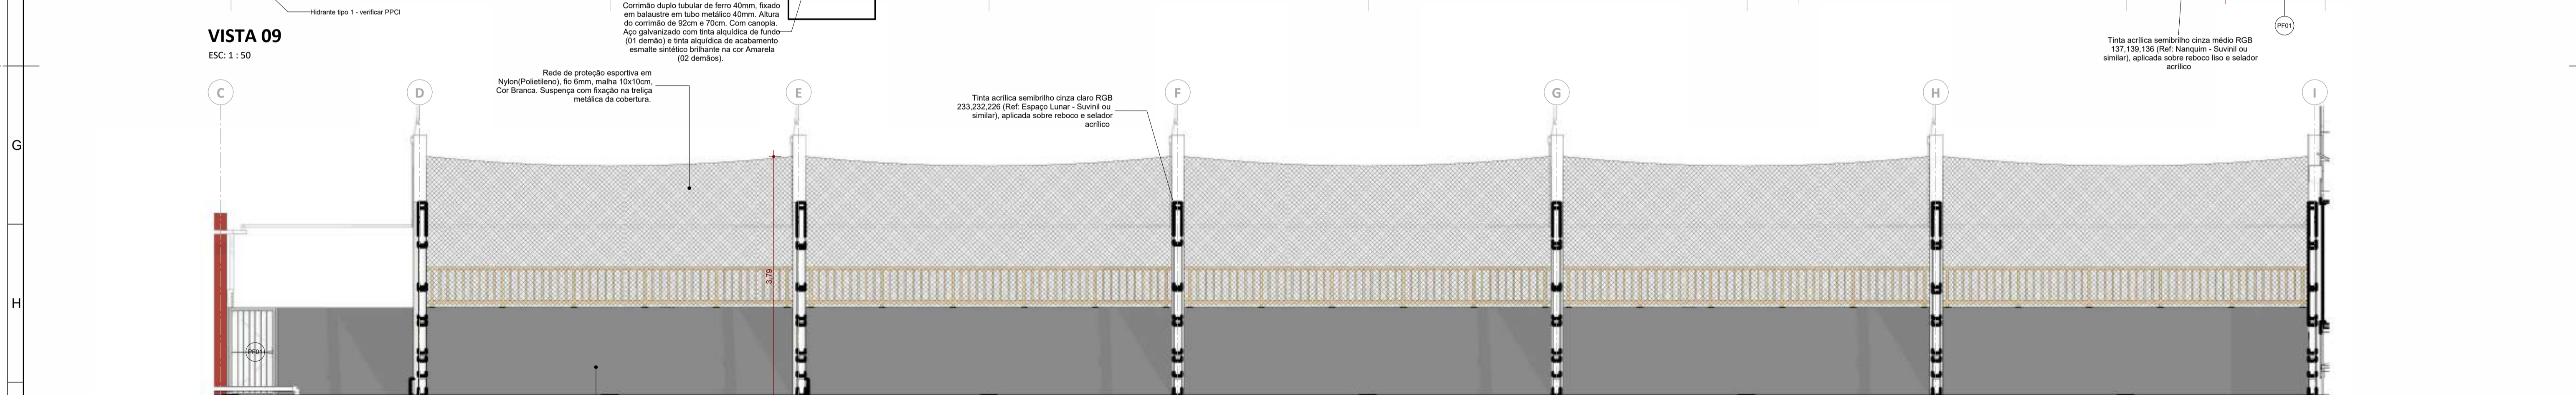 Hidrante tipo 1 - verificar PPCI
VISTA 09
ESC: 1 : 50
Corrimão duplo tubular de ferro 40mm, fixado
em balaustre em tubo metálico 40mm. Altura
do corrimão de 92cm e 70cm. Com canopla.
Aço galvanizado com tinta alquídica de fundo
(01 demão) e tinta alquídica de acabamento
esmalte sintético brilhante na cor Amarela
(02 demãos).
PF01
Tinta acrílica semibrilho cinza médio RGB
137,139,136 (Ref: Nanquim - Suvinil ou
similar), aplicada sobre reboco liso e selador
acrílico
Rede de proteção esportiva em
Nylon(Polietileno), fio 6mm, malha 10x10cm,
Cor Branca. Suspença com fixação na treliça
metálica da cobertura.
Tinta acrílica semibrilho cinza claro RGB
233,232,226 (Ref: Espaço Lunar - Suvinil ou
similar), aplicada sobre reboco e selador
acrílico
C
D
E
F
G
H
I
G
H
3,79
PF01